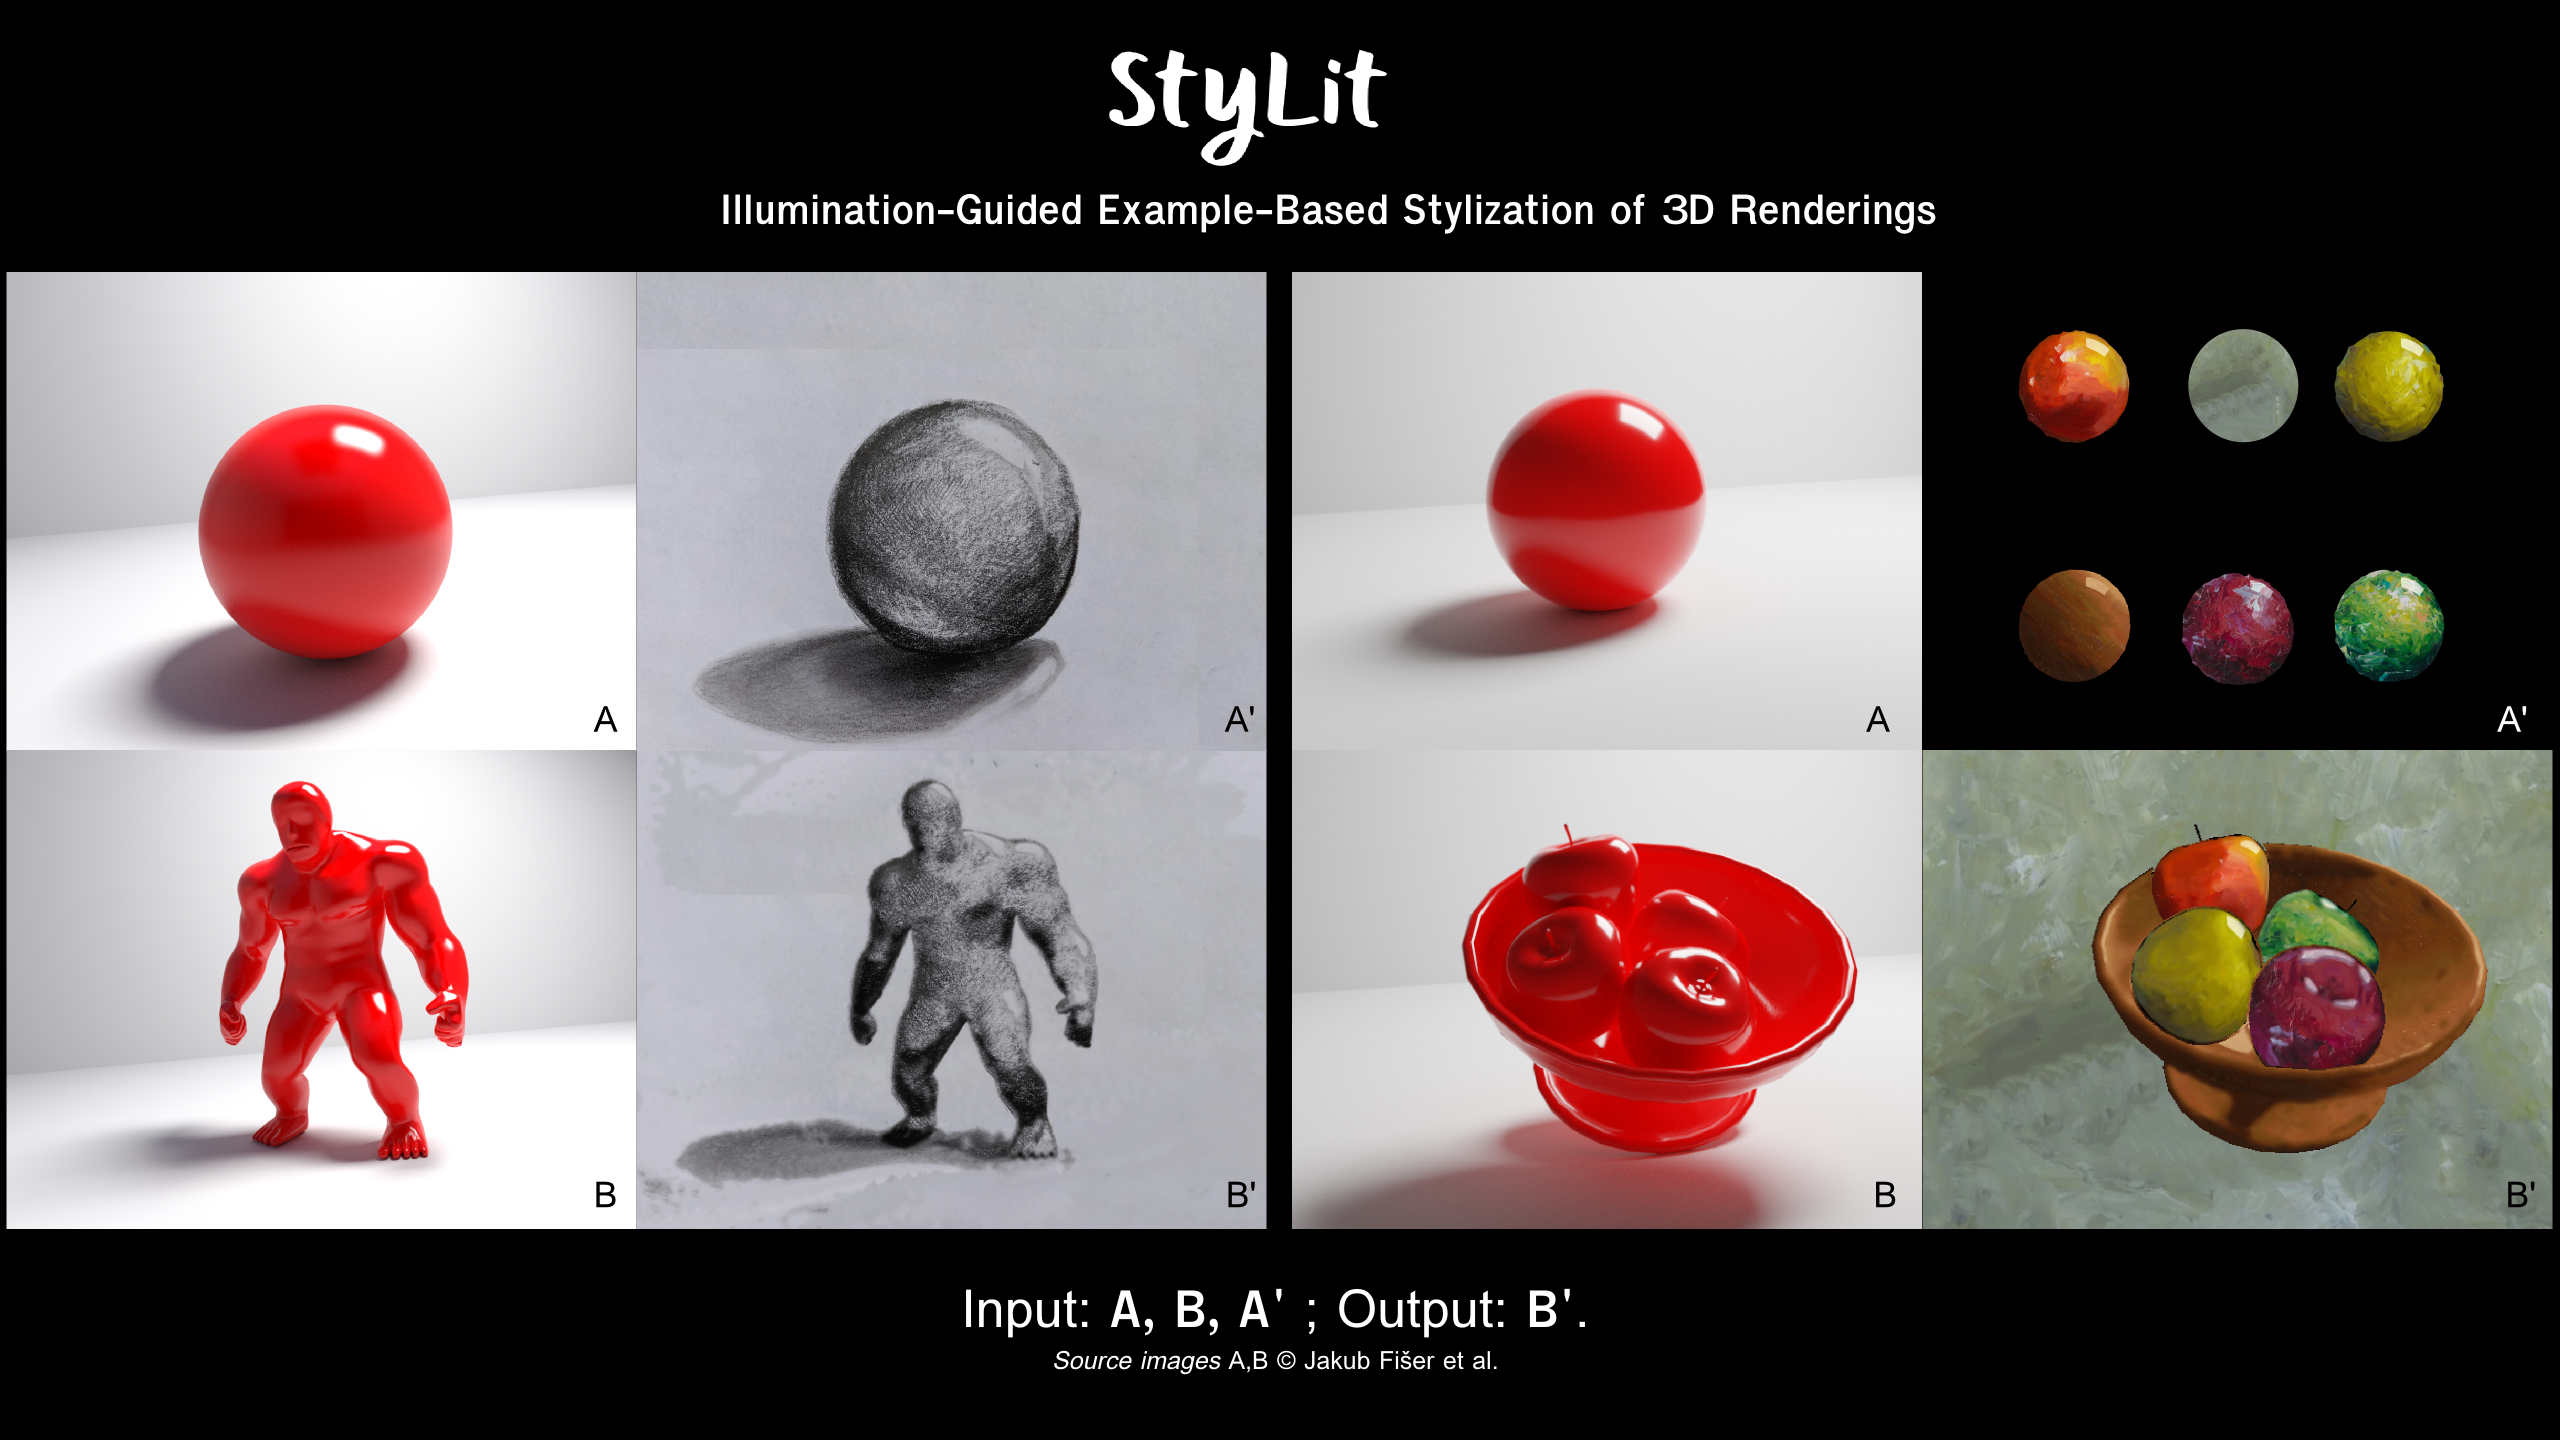 StyLit
Illumination-Guided Example-Based Stylization of 3D Renderings
A
A'
A
A'
B
B'
B
B'
Input: A, B, A' ; Output: B'.
Source images A,B © Jakub Fišer et al.